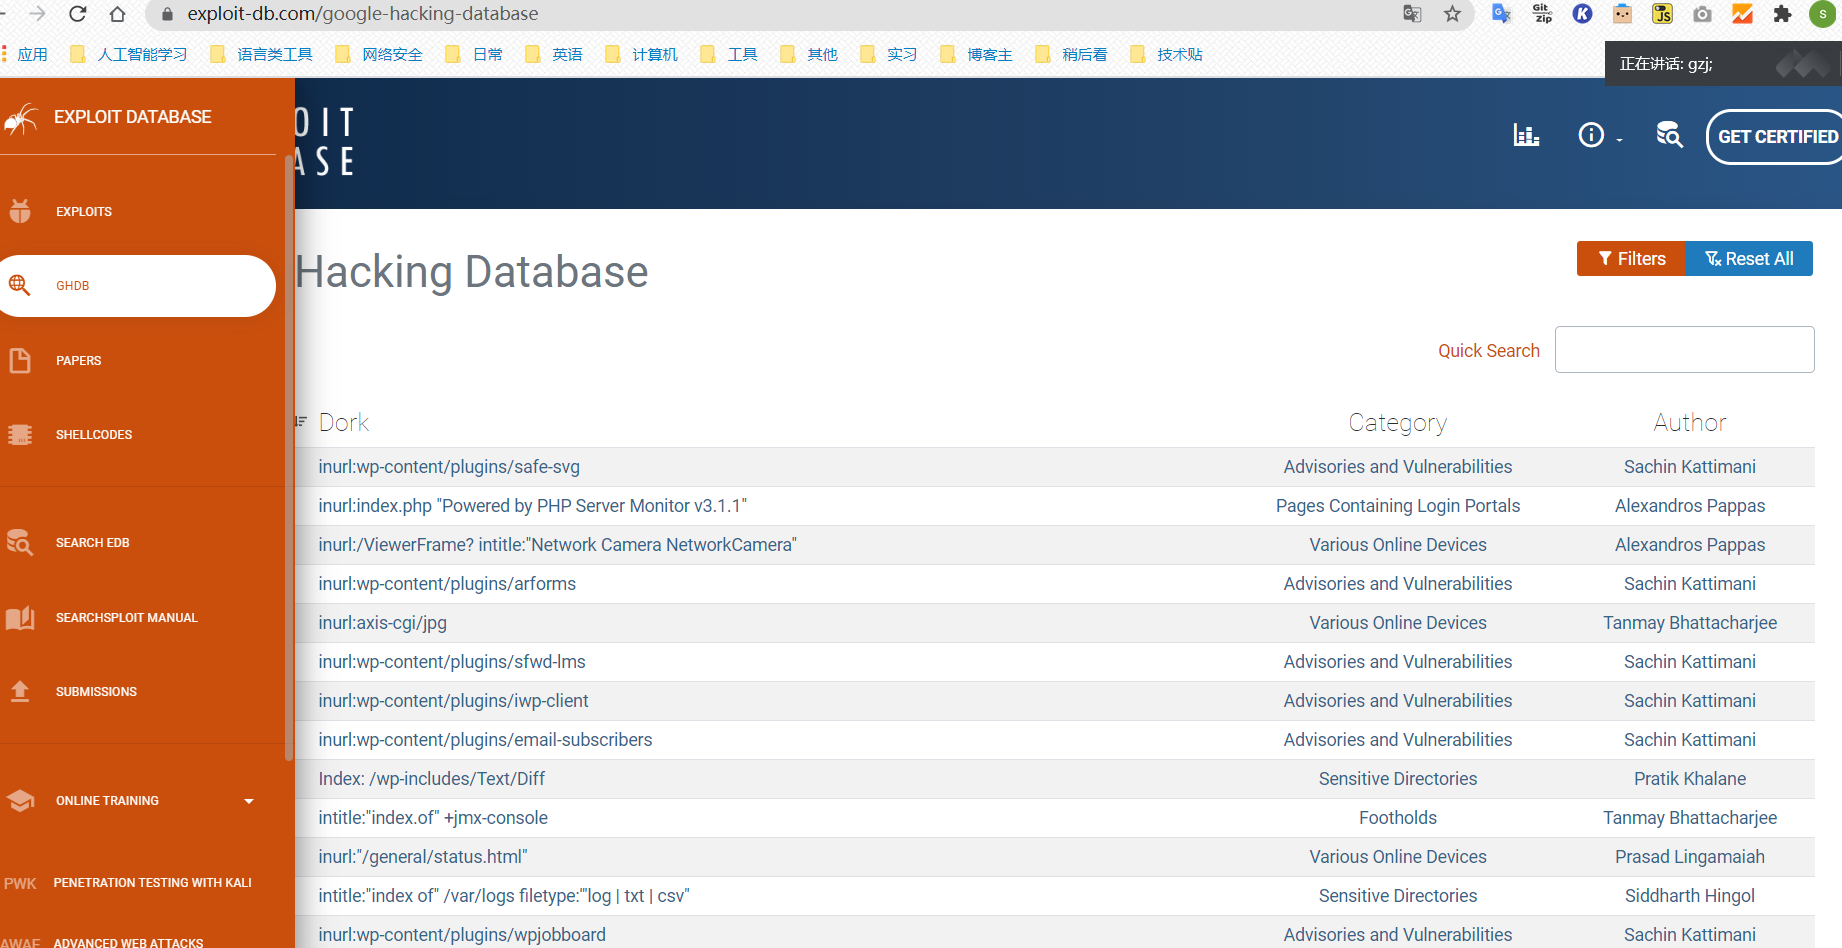 exploit-db.com/google-hacking-database
Git Zip
K
JS
S
应用 人工智能学习 语言类工具 网络安全 日常 英语 计算机 工具 其他 实习 博客主 稍后看 技术贴
正在讲话: gzj;
EXPLOIT DATABASE
OIT
ASE
GET CERTIFIED
EXPLOITS
GHDB
PAPERS
SHELLCODES
SEARCH EDB
SEARCHSPLOIT MANUAL
SUBMISSIONS
ONLINE TRAINING
PWK PENETRATION TESTING WITH KALI
AWAE ADVANCED WEB ATTACKS
Hacking Database
Filters Reset All
Quick Search
Dork Category Author
inurl:wp-content/plugins/safe-svg Advisories and Vulnerabilities Sachin Kattimani
inurl:index.php "Powered by PHP Server Monitor v3.1.1" Pages Containing Login Portals Alexandros Pappas
inurl:/ViewerFrame? intitle:"Network Camera NetworkCamera" Various Online Devices Alexandros Pappas
inurl:wp-content/plugins/arforms Advisories and Vulnerabilities Sachin Kattimani
inurl:axis-cgi/jpg Various Online Devices Tanmay Bhattacharjee
inurl:wp-content/plugins/sfwd-lms Advisories and Vulnerabilities Sachin Kattimani
inurl:wp-content/plugins/iwp-client Advisories and Vulnerabilities Sachin Kattimani
inurl:wp-content/plugins/email-subscribers Advisories and Vulnerabilities Sachin Kattimani
Index: /wp-includes/Text/Diff Sensitive Directories Pratik Khalane
intitle:"index.of" +jmx-console Footholds Tanmay Bhattacharjee
inurl:"/general/status.html" Various Online Devices Prasad Lingamaiah
intitle:"index of" /var/logs filetype:"'log | txt | csv" Sensitive Directories Siddharth Hingol
inurl:wp-content/plugins/wpjobboard Advisories and Vulnerabilities Sachin Kattimani